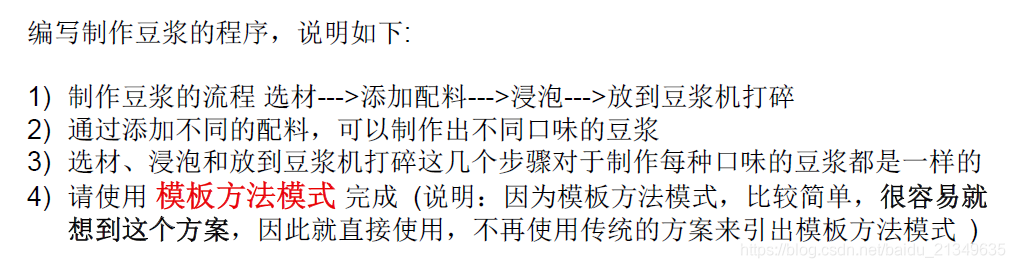 编写制作豆浆的程序，说明如下:
1) 制作豆浆的流程 选材--->添加配料--->浸泡--->放到豆浆机打碎
2) 通过添加不同的配料，可以制作出不同口味的豆浆
3) 选材、浸泡和放到豆浆机打碎这几个步骤对于制作每种口味的豆浆都是一样的
4) 请使用 模板方法模式 完成 (说明：因为模板方法模式，比较简单，很容易就
想到这个方案，因此就直接使用，不再使用传统的方案来引出模板方法模式 )
https://blog.csdn.net/baidu_21349635